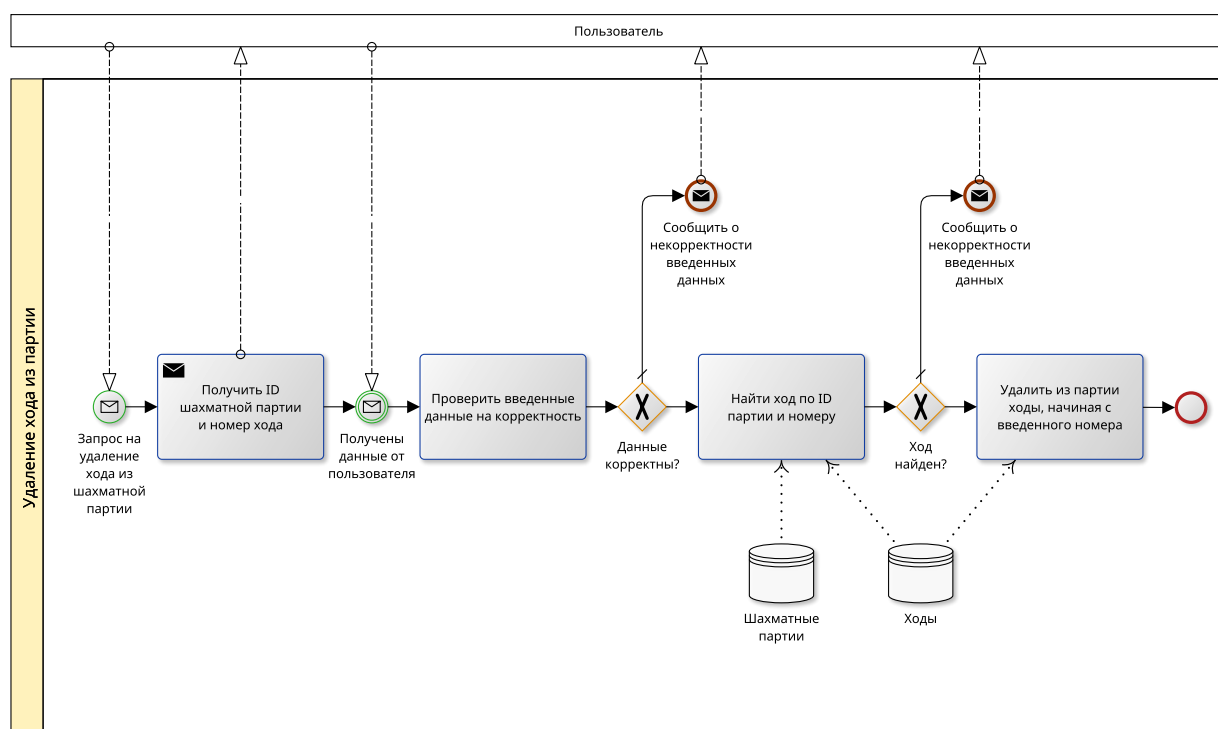 Пользователь
Удаление хода из партии
Сообщить о
некорректности
введенных
данных
Сообщить о
некорректности
введенных
данных
Получить ID
шахматной партии
и номер хода
Проверить введенные
данные на корректность
Найти ход по ID
партии и номеру
Удалить из партии
ходы, начиная с
введенного номера
Запрос на
удаление
хода из
шахматной
партии
Получены
данные от
пользователя
Данные
корректны?
Ход
найден?
Шахматные
партии
Ходы